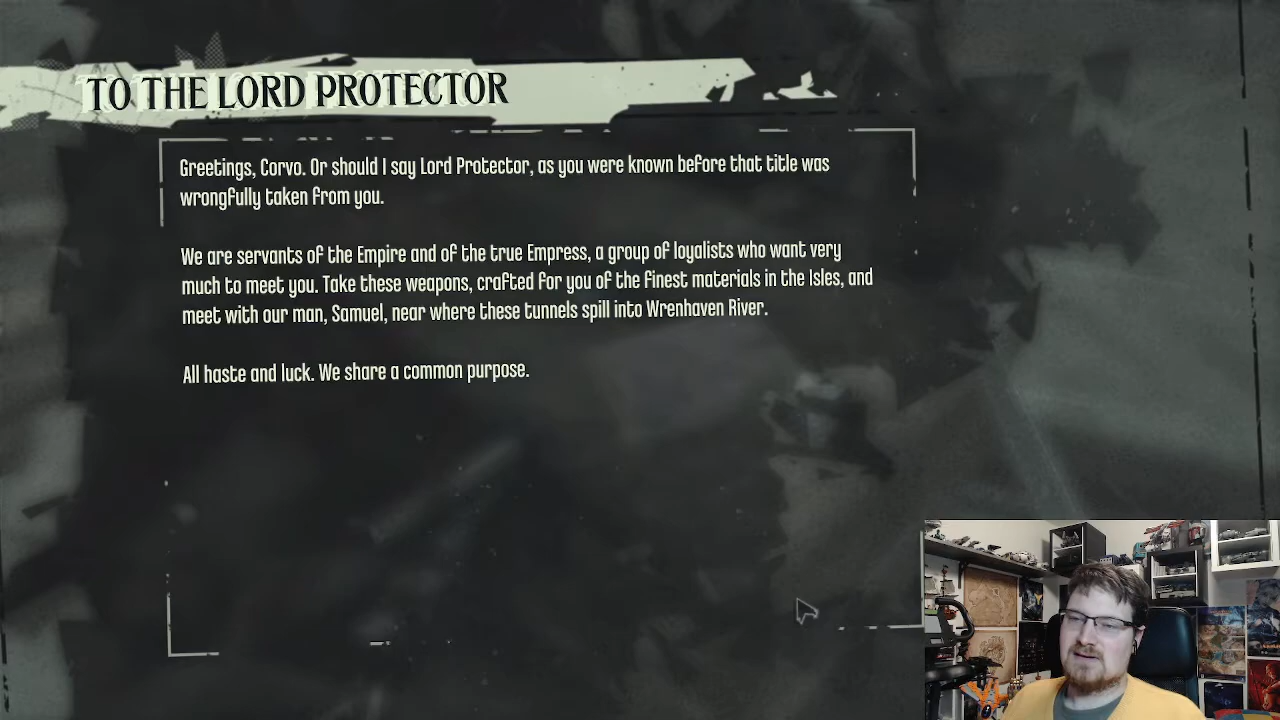 TO THE LORD PROTECTOR
Greetings, Corvo. Or should I say Lord Protector, as you were known before that title was
wrongfully taken from you.
We are servants of the Empire and of the true Empress, a group of loyalists who want very
much to meet you. Take these weapons, crafted for you of the finest materials in the Isles, and
meet with our man, Samuel, near where these tunnels spill into Wrenhaven River.
All haste and luck. We share a common purpose.